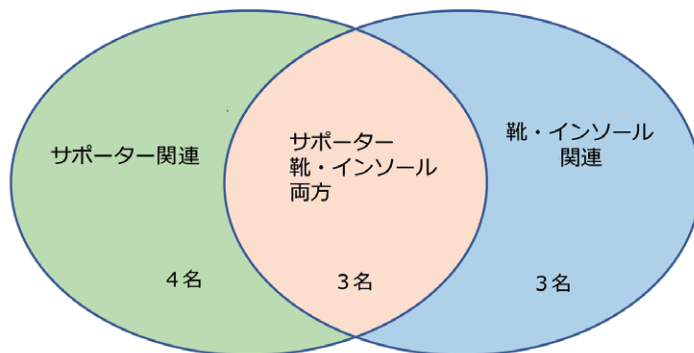 サポーター関連
サポーター
靴・インソール
両方
靴・インソール
関連
４名
３名
３名